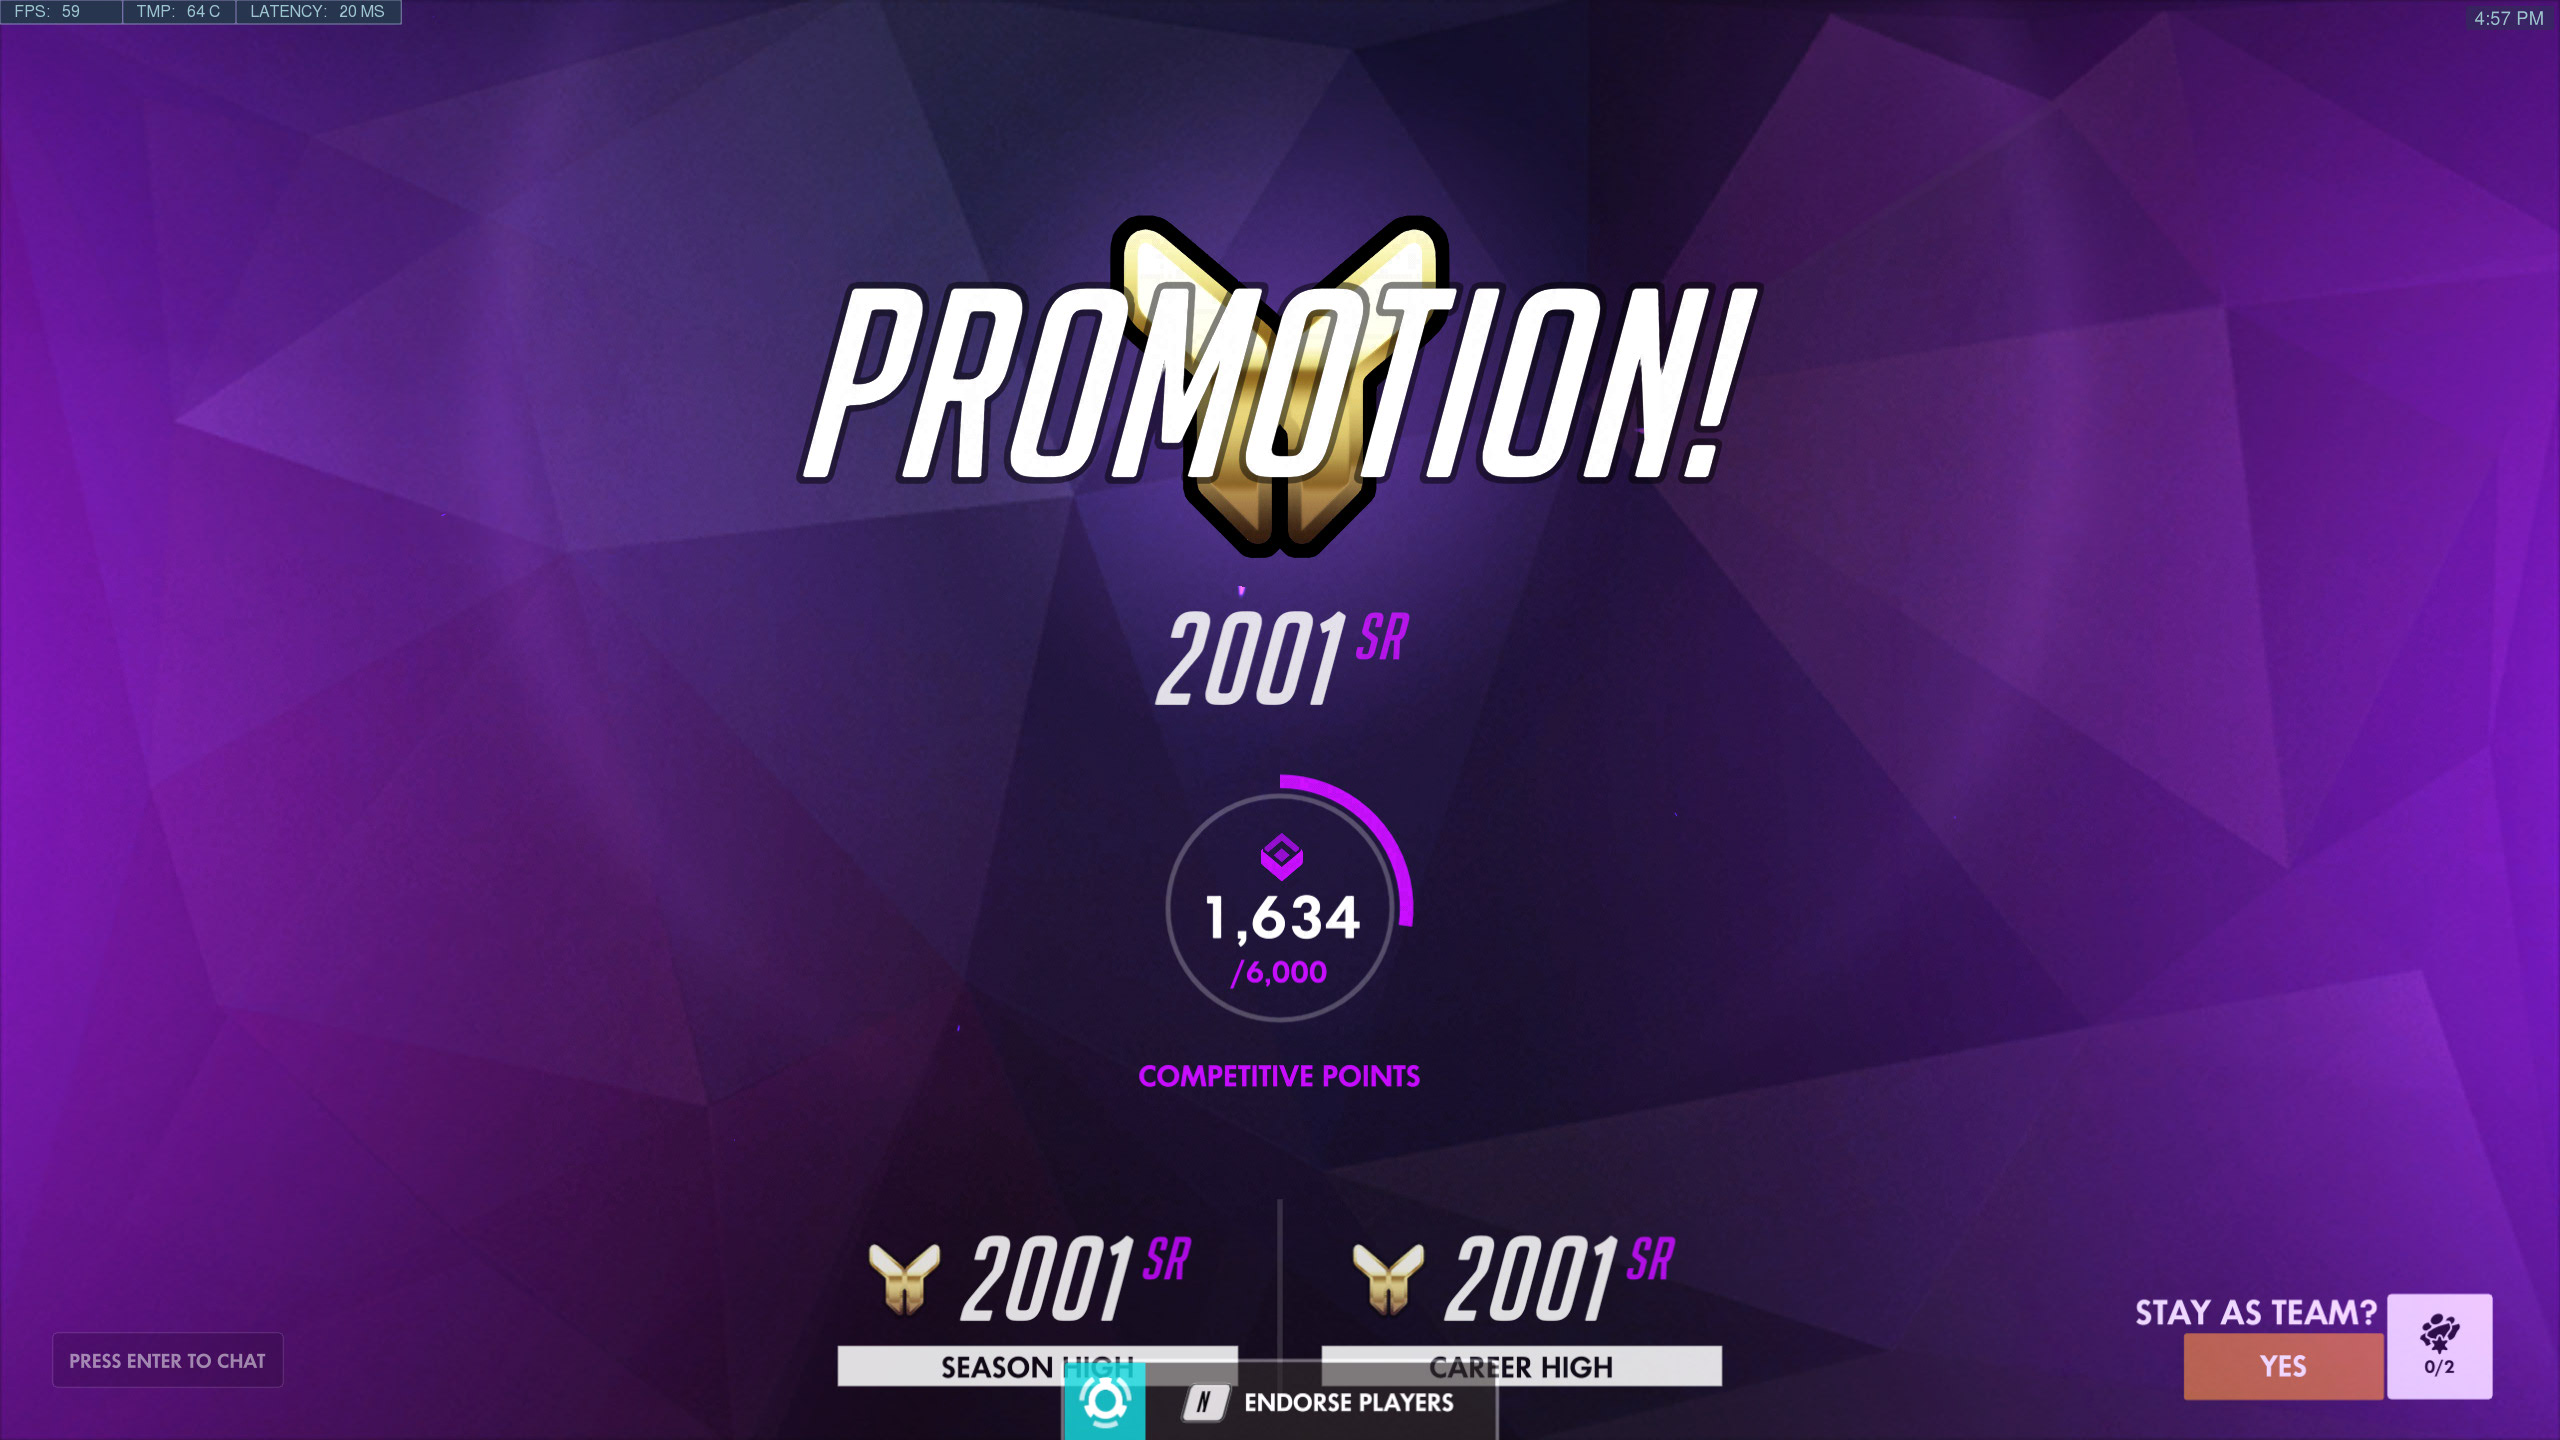 FPS: 59 TMP: 64 C LATENCY: 20 MS
4:57 PM
PROMOTION!
2001 SR
1,634
/6,000
COMPETITIVE POINTS
2001 SR
SEASON HIGH
2001 SR
CAREER HIGH
STAY AS TEAM?
YES
0/2
PRESS ENTER TO CHAT
N ENDORSE PLAYERS